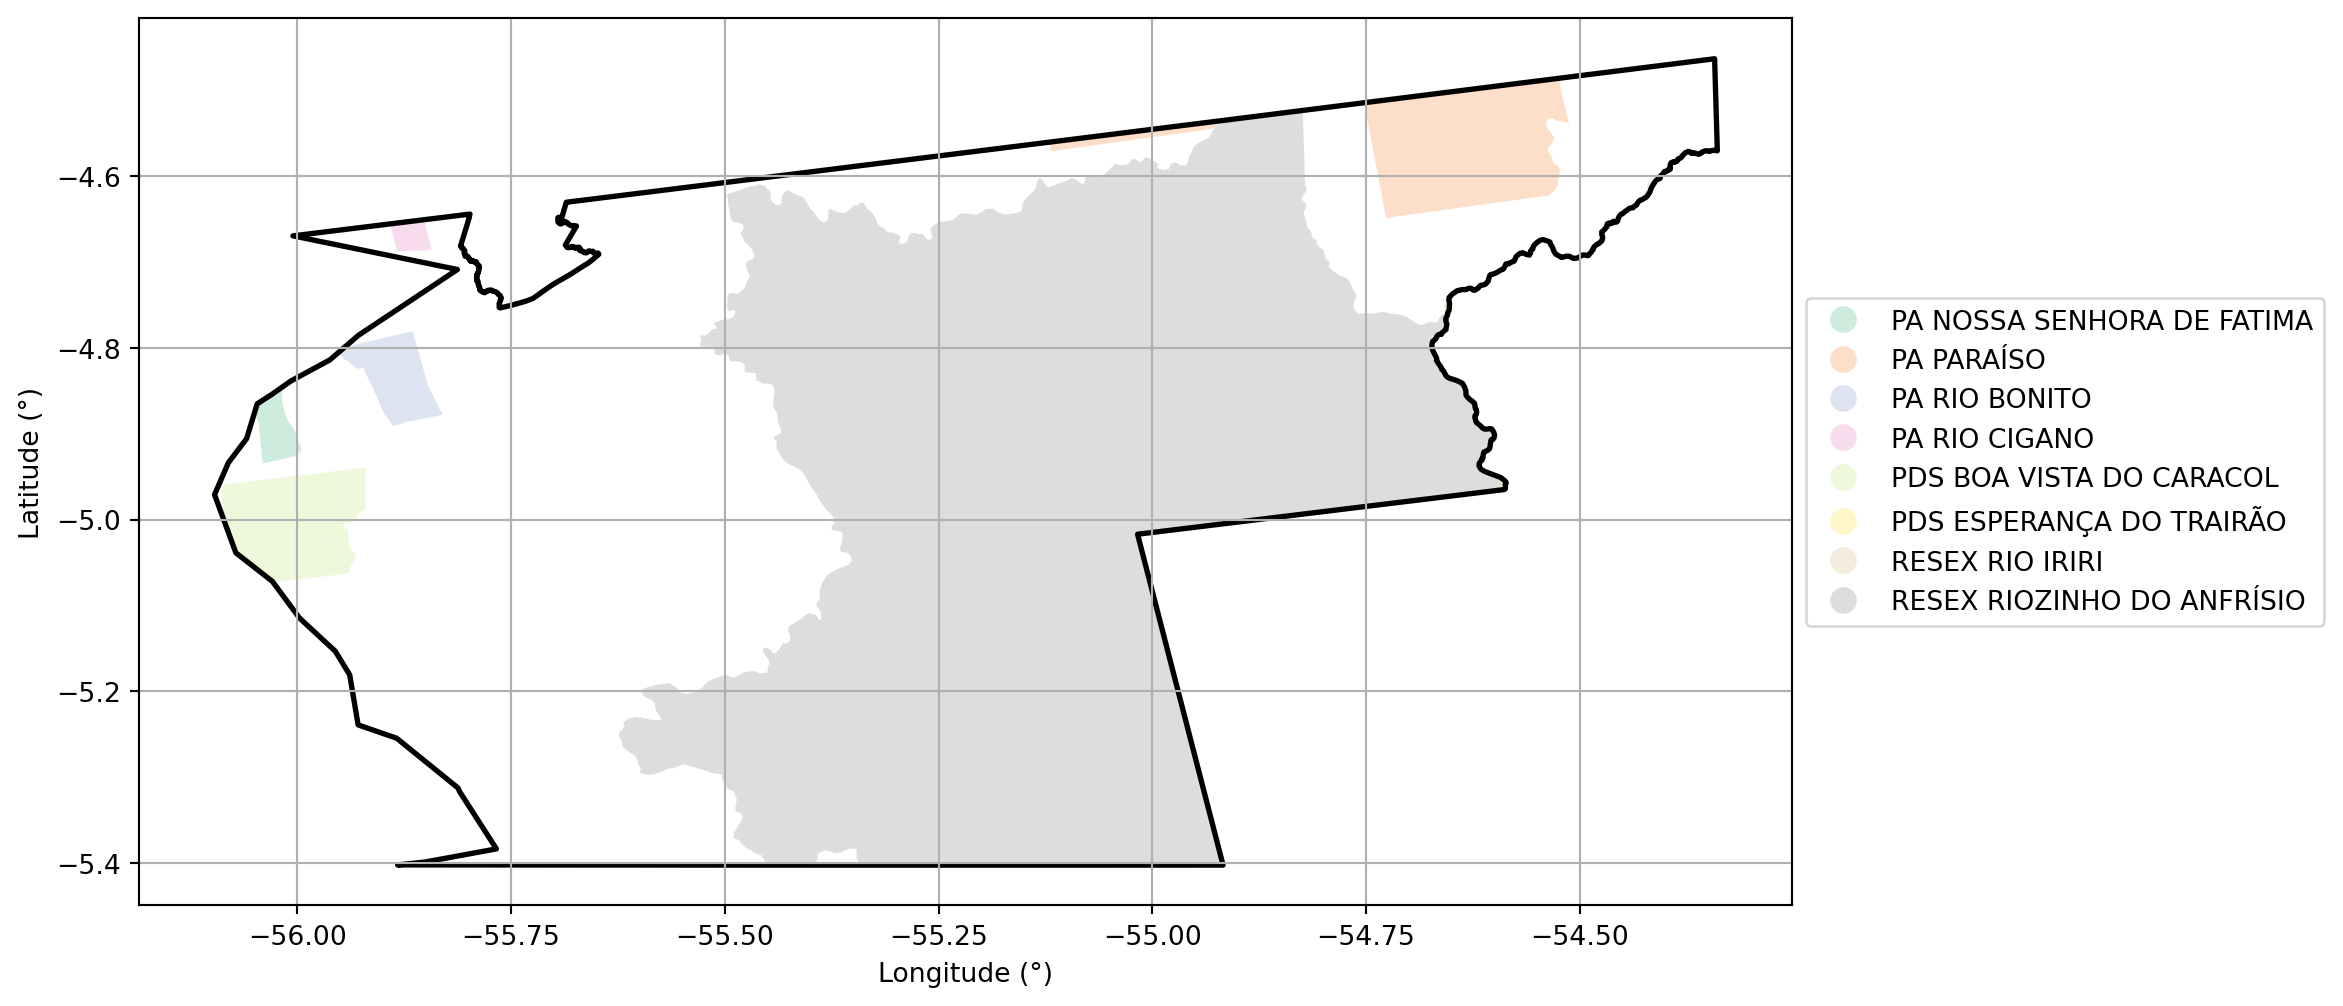 −4.6
−4.8
−5.0
−5.2
−5.4
Latitude (°)
−56.00
−55.75
−55.50
−55.25
−55.00
−54.75
−54.50
Longitude (°)
PA NOSSA SENHORA DE FATIMA
PA PARAÍSO
PA RIO BONITO
PA RIO CIGANO
PDS BOA VISTA DO CARACOL
PDS ESPERANÇA DO TRAIRÃO
RESEX RIO IRIRI
RESEX RIOZINHO DO ANFRÍSIO